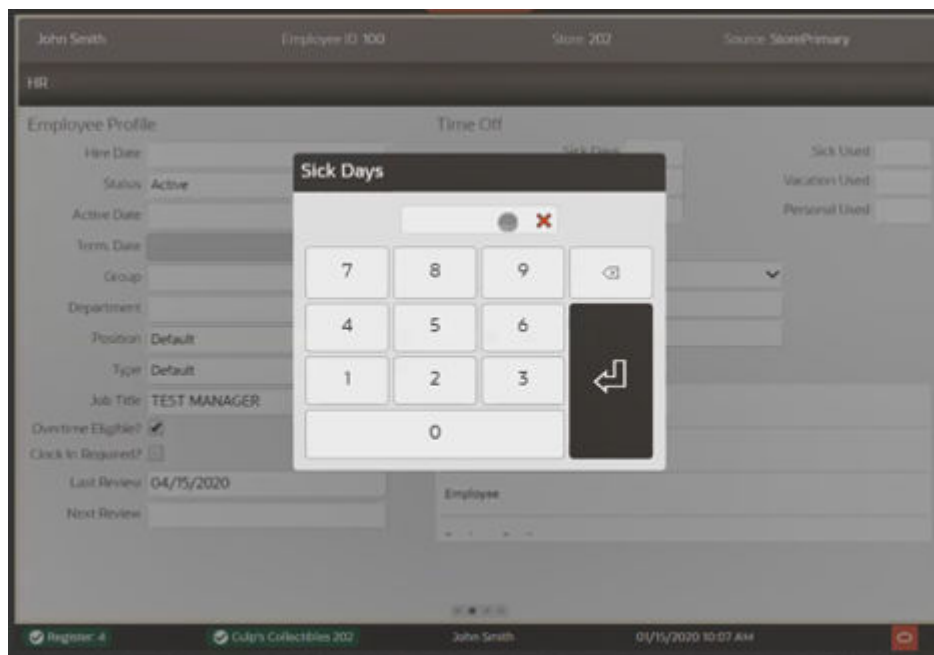 John Smith Employee ID 100 Store 202 Source StorePrimary
HR
Employee Profile Time Off
Hire Date Sick Days Sick Used
Sick Days
Status Active Vacation Used
Active Date Personal Used
Term. Date
7 8 9
Group
Department
4 5 6
Position Default
Type Default
1 2 3
Job Title TEST MANAGER
Overtime Eligible?
0
Clock In Required?
Last Review 04/15/2020
Employee
Next Review
Register: 4 Culp's Collectibles 202 John Smith 01/15/2020 10:07 AM